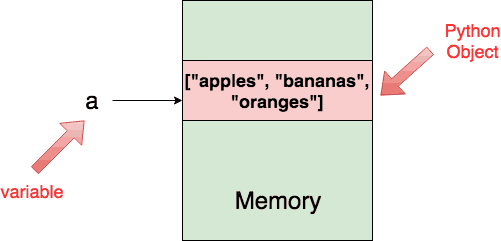 Python
Object
["apples", "bananas",
"oranges"]
a
variable
Memory